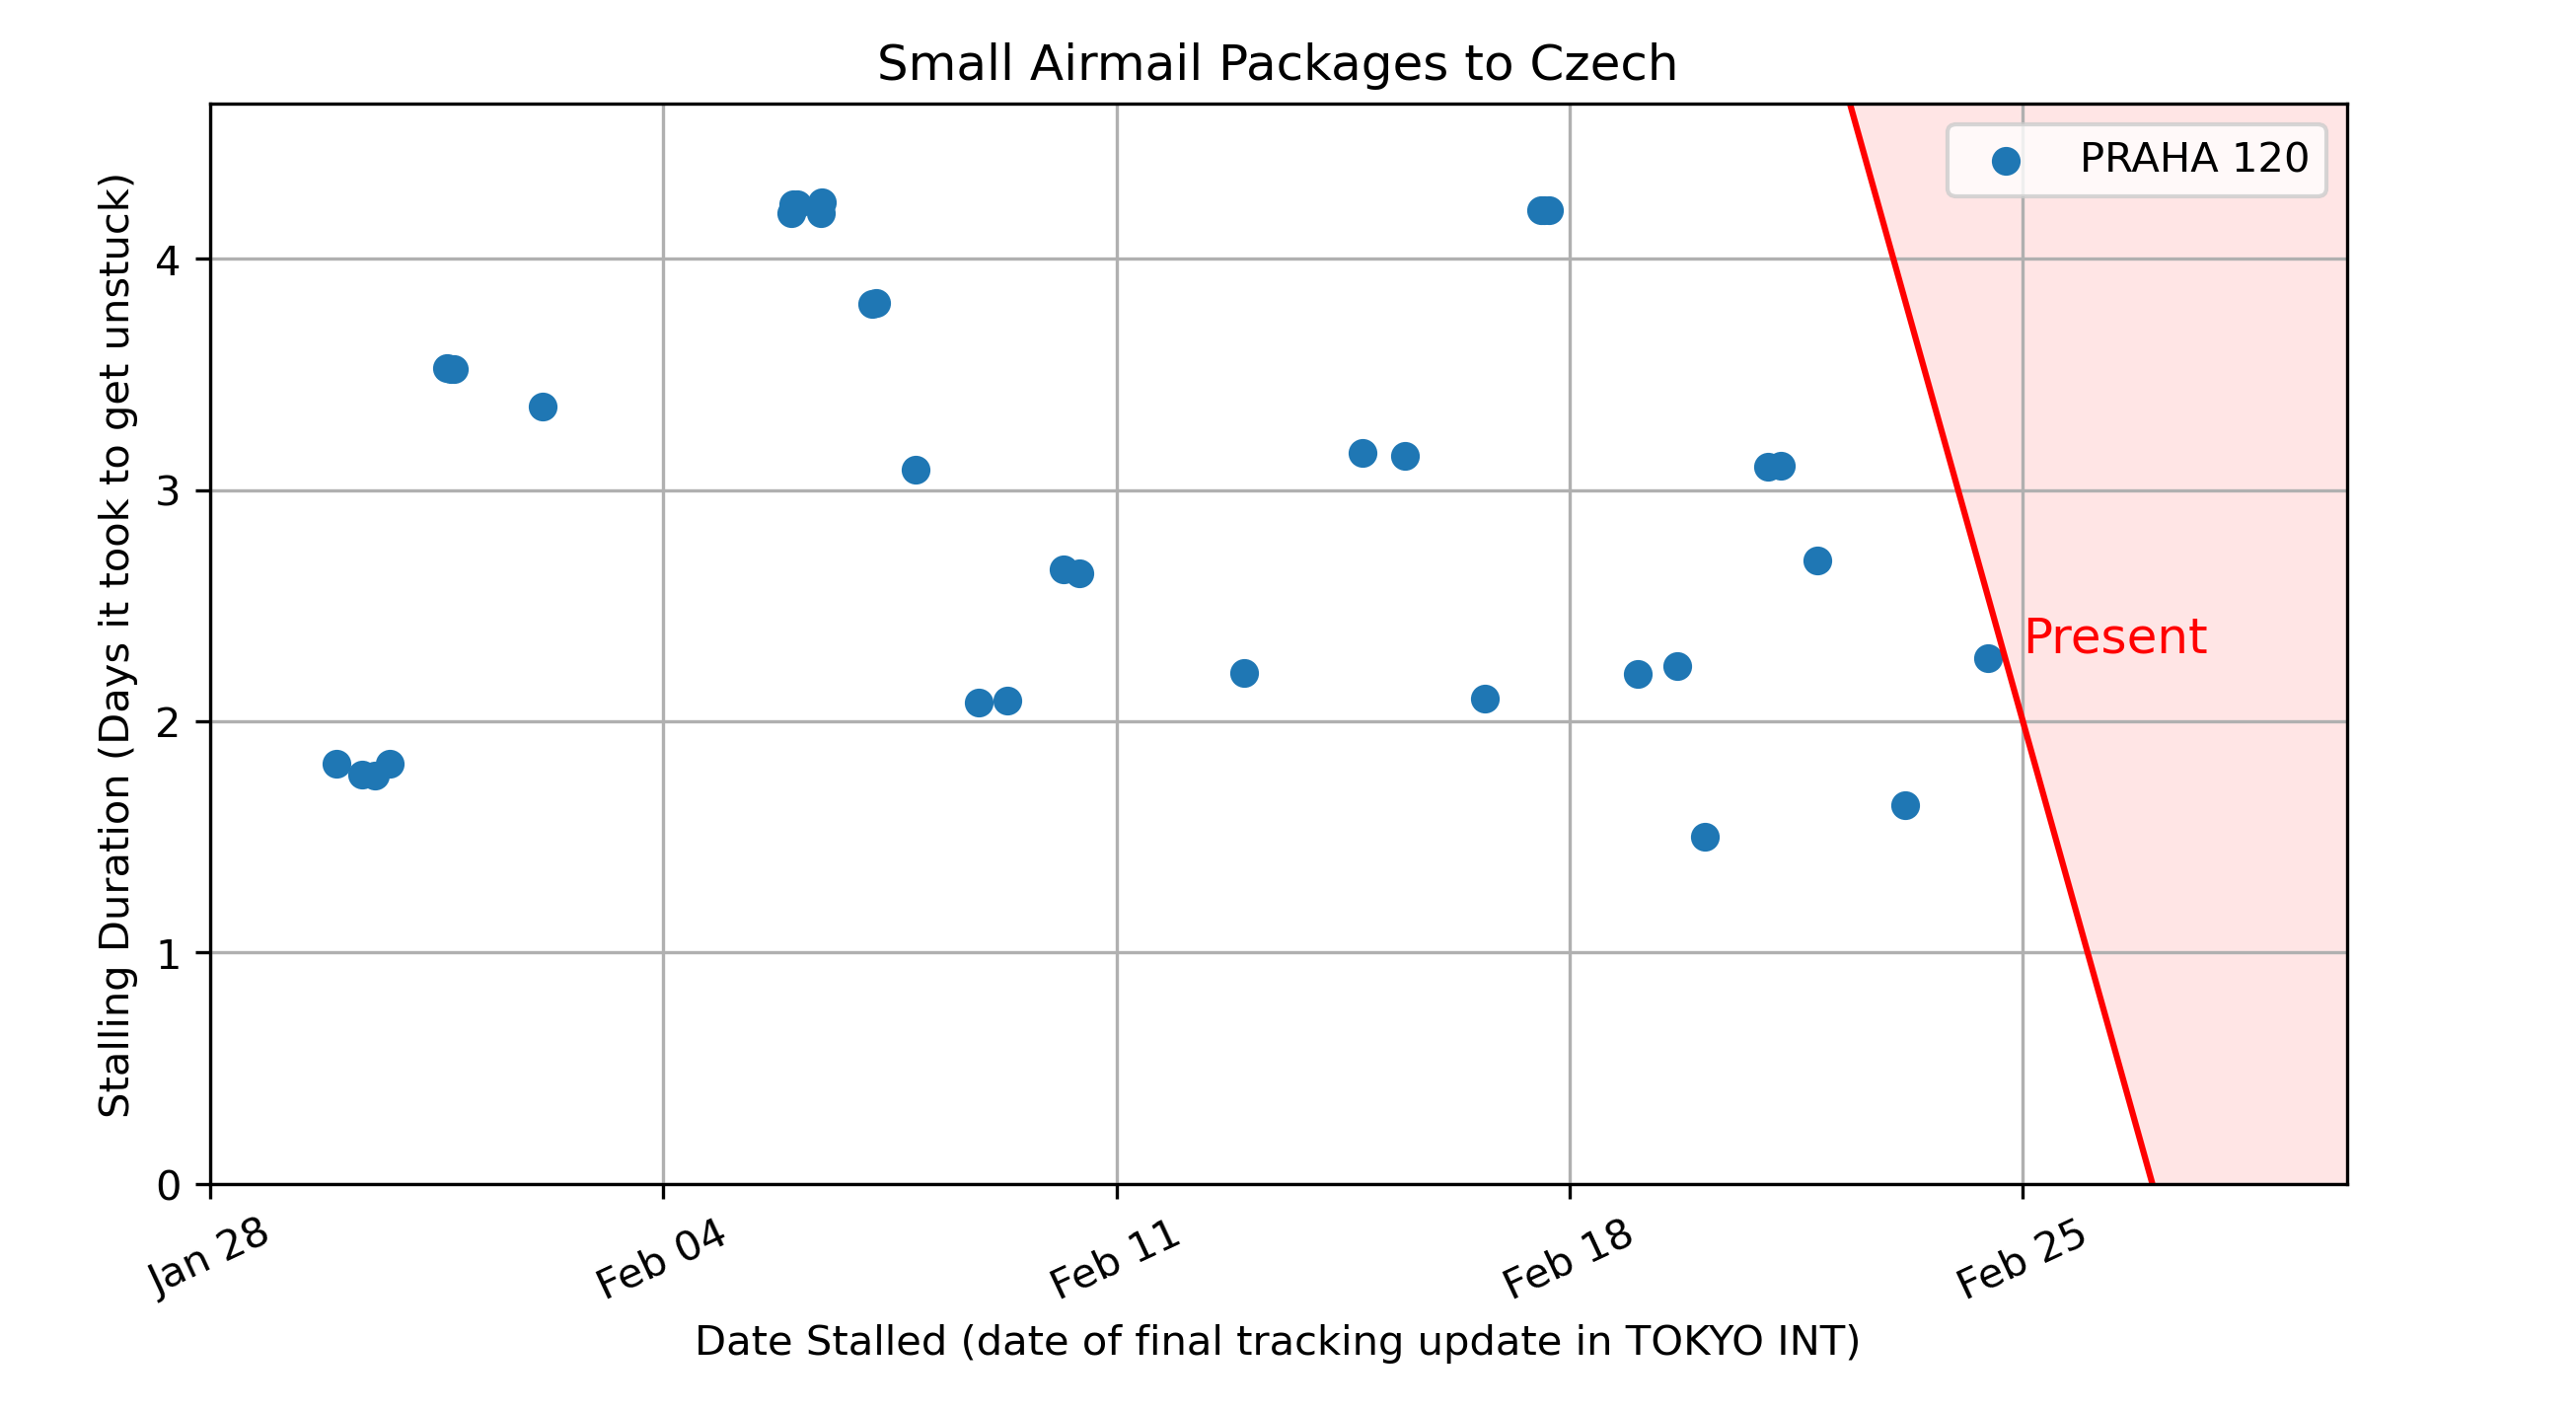 Small Airmail Packages to Czech
PRAHA 120
Present
Stalling Duration (Days it took to get unstuck)
4
3
2
1
0
Jan 28
Feb 04
Feb 11
Feb 18
Feb 25
Date Stalled (date of final tracking update in TOKYO INT)